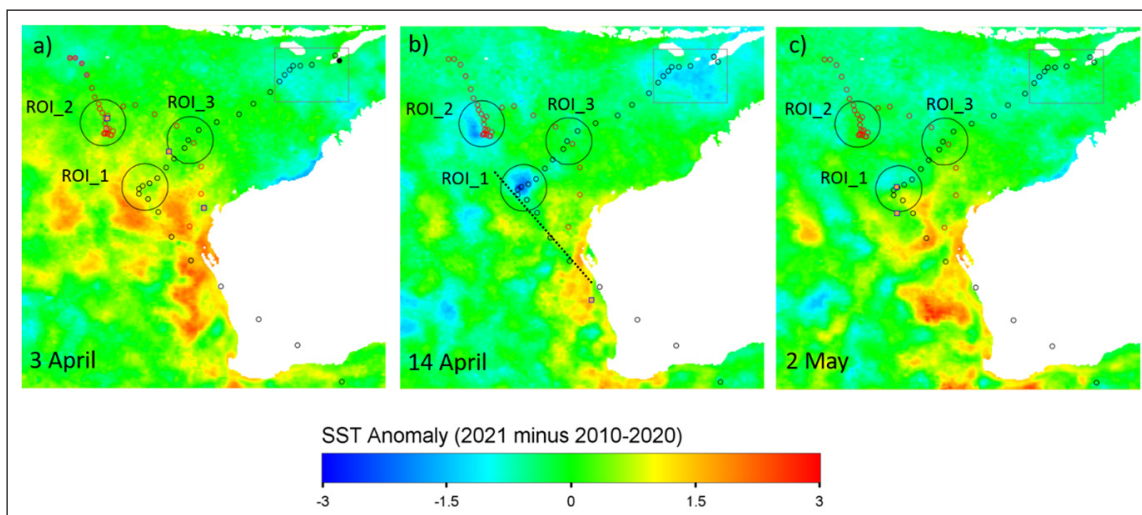 a)
ROI_2
ROI_3
ROI_1
3 April
b)
ROI_2
ROI_3
ROI_1
14 April
c)
ROI_2
ROI_3
ROI_1
2 May
SST Anomaly (2021 minus 2010-2020)
-3 -1.5 0 1.5 3